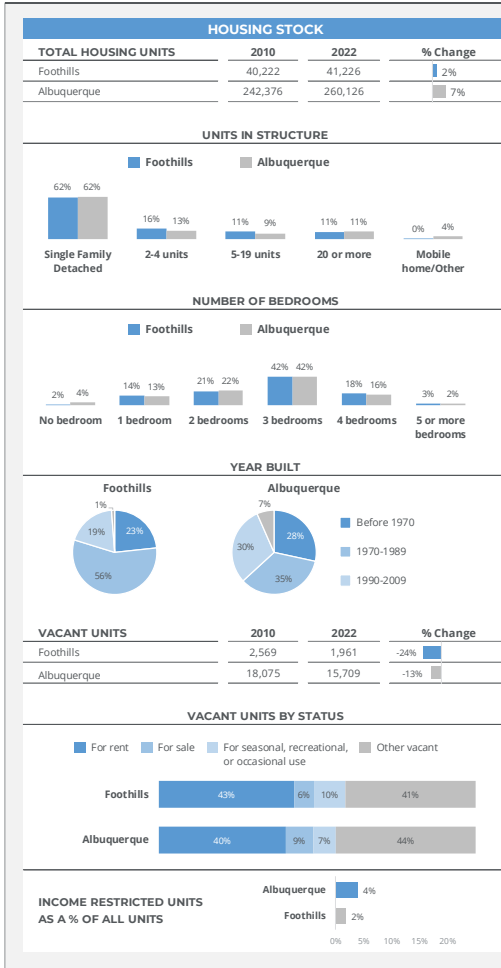 HOUSING STOCK
TOTAL HOUSING UNITS 2010 2022 % Change
Foothills 40,222 41,226 2%
Albuquerque 242,376 260,126 7%
UNITS IN STRUCTURE
Foothills Albuquerque
62% 62% 16% 13% 11% 9% 11% 11% 0% 4%
Single Family 2-4 units 5-19 units 20 or more Mobile
Detached home/Other
NUMBER OF BEDROOMS
Foothills Albuquerque
2% 4% 14% 13% 21% 22% 42% 42% 18% 16% 3% 2%
No bedroom 1 bedroom 2 bedrooms 3 bedrooms 4 bedrooms 5 or more
bedrooms
YEAR BUILT
Foothills Albuquerque
1% 7%
23% 28% Before 1970
19% 30% 1970-1989
56% 35% 1990-2009
VACANT UNITS 2010 2022 % Change
Foothills 2,569 1,961 -24%
Albuquerque 18,075 15,709 -13%
VACANT UNITS BY STATUS
For rent For sale For seasonal, recreational, Other vacant
or occasional use
Foothills 43% 6% 10% 41%
Albuquerque 40% 9% 7% 44%
INCOME RESTRICTED UNITS
AS A % OF ALL UNITS
Albuquerque 4%
Foothills 2%
0% 5% 10% 15% 20%